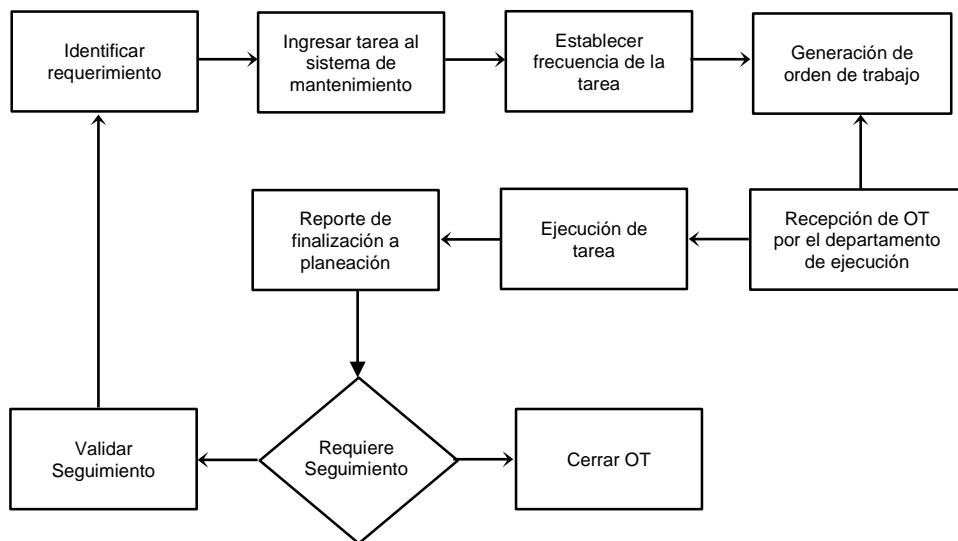 Identificar
requerimiento
Ingresar tarea al
sistema de
mantenimiento
Establecer
frecuencia de la
tarea
Generación de
orden de trabajo
Reporte de
finalización a
planeación
Ejecución de
tarea
Recepción de OT
por el departamento
de ejecución
Validar
Seguimiento
Requiere
Seguimiento
Cerrar OT